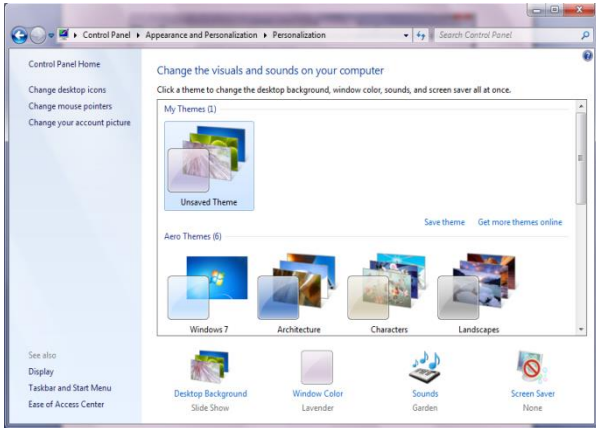 Control Panel ▸ Appearance and Personalization ▸ Personalization
Search Control Panel
Control Panel Home
Change desktop icons
Change mouse pointers
Change your account picture
Change the visuals and sounds on your computer
Click a theme to change the desktop background, window color, sounds, and screen saver all at once.
My Themes (1)
Unsaved Theme
Save theme Get more themes online
Aero Themes (6)
Windows 7 Architecture Characters Landscapes
See also
Display
Taskbar and Start Menu
Ease of Access Center
Desktop Background
Slide Show
Window Color
Lavender
Sounds
Garden
Screen Saver
None